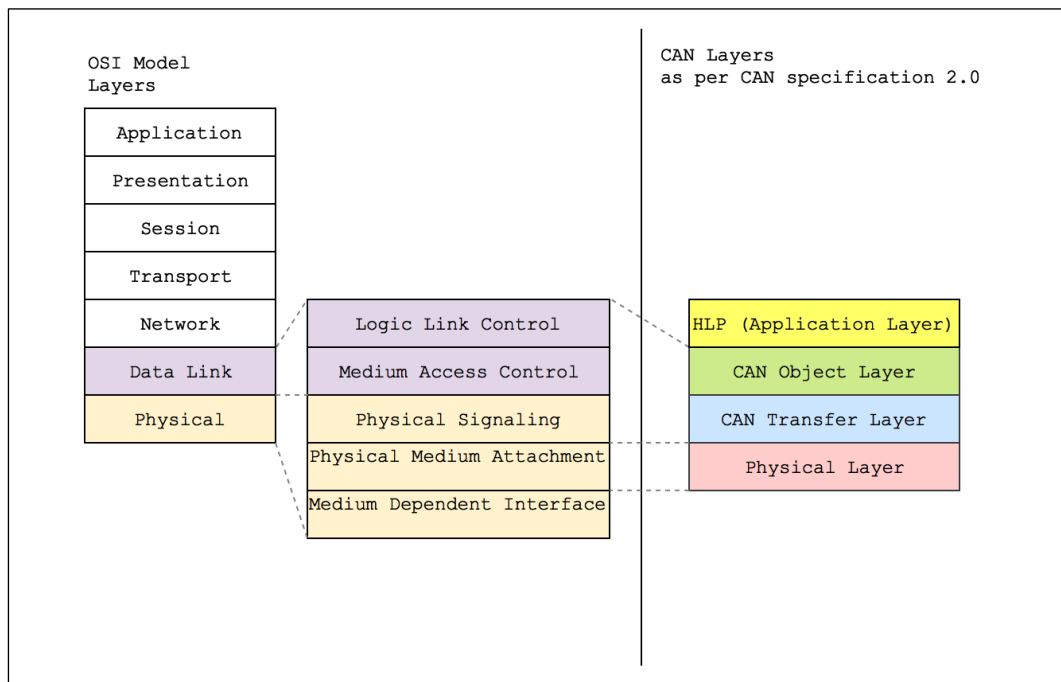 OSI Model
Layers
Application
Presentation
Session
Transport
Network
Data Link
Physical
Logic Link Control
Medium Access Control
Physical Signaling
Physical Medium Attachment
Medium Dependent Interface
CAN Layers
as per CAN specification 2.0
HLP (Application Layer)
CAN Object Layer
CAN Transfer Layer
Physical Layer